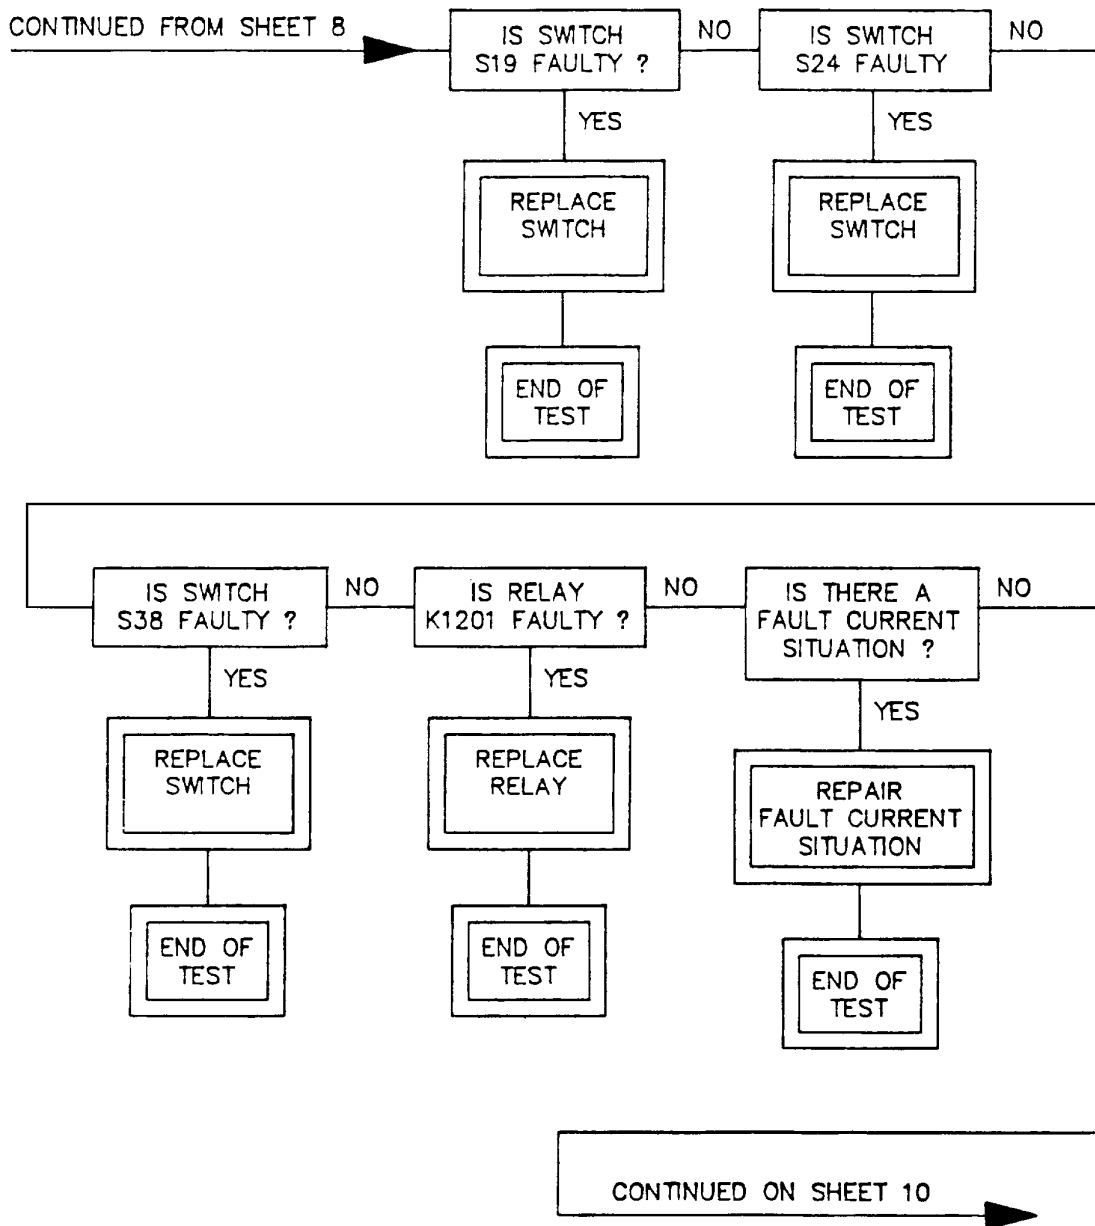 CONTINUED FROM SHEET 8
IS SWITCH
S19 FAULTY ?
NO
IS SWITCH
S24 FAULTY
NO
YES
YES
REPLACE
SWITCH
REPLACE
SWITCH
END OF
TEST
END OF
TEST
IS SWITCH
S38 FAULTY ?
NO
IS RELAY
K1201 FAULTY ?
NO
IS THERE A
FAULT CURRENT
SITUATION ?
NO
YES
YES
YES
REPLACE
SWITCH
REPLACE
RELAY
REPAIR
FAULT CURRENT
SITUATION
END OF
TEST
END OF
TEST
END OF
TEST
CONTINUED ON SHEET 10